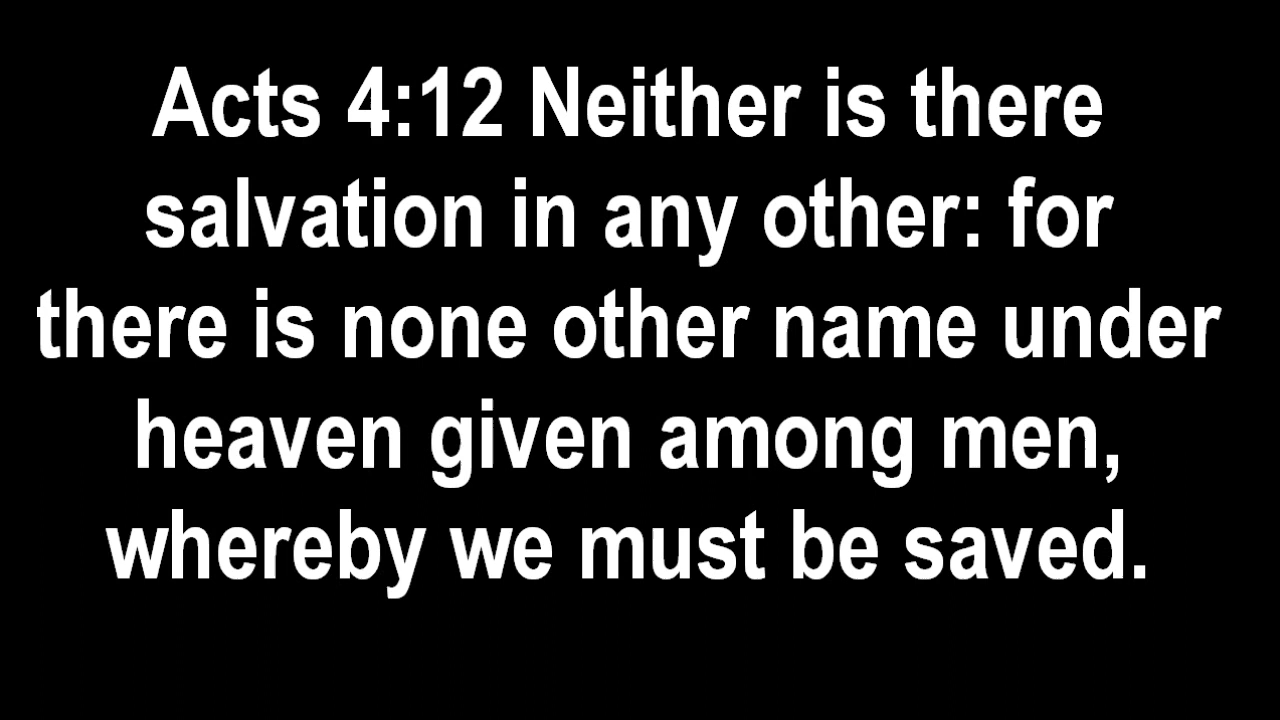 Acts 4:12 Neither is there
salvation in any other: for
there is none other name under
heaven given among men,
whereby we must be saved.